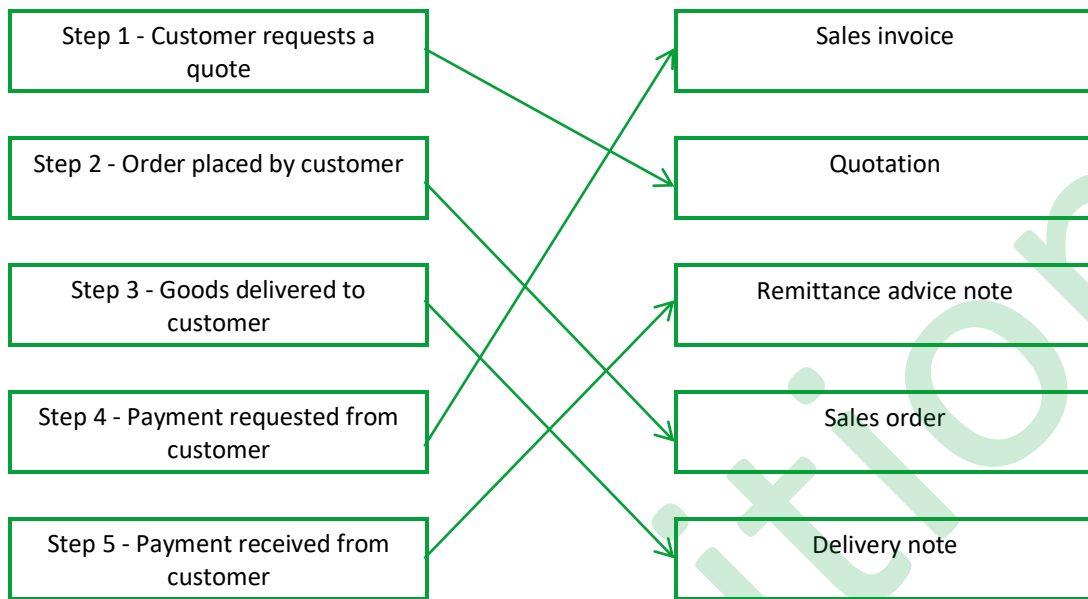 Step 1 - Customer requests a
quote
Sales invoice
Step 2 - Order placed by customer
Quotation
Step 3 - Goods delivered to
customer
Remittance advice note
Step 4 - Payment requested from
customer
Sales order
Step 5 - Payment received from
customer
Delivery note
ition